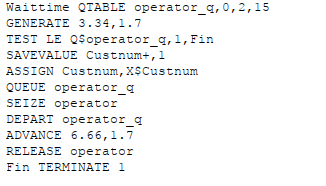 Waittime QTABLE operator_q,0,2,15
GENERATE 3.34,1.7
TEST LE Q$operator_q,1,Fin
SAVEVALUE Custnum+,1
ASSIGN Custnum,X$Custnum
QUEUE operator_q
SEIZE operator
DEPART operator_q
ADVANCE 6.66,1.7
RELEASE operator
Fin TERMINATE 1